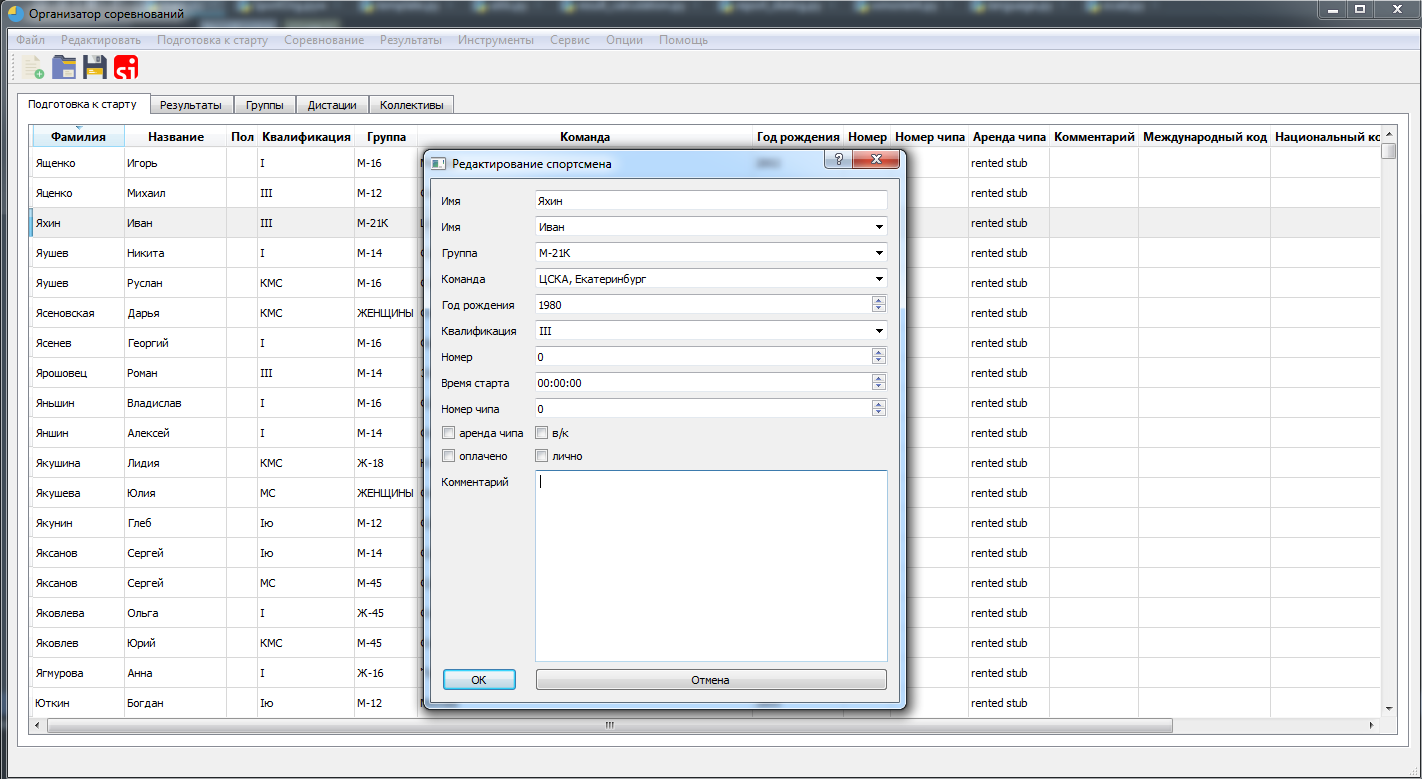 Организатор соревнований
Файл Редактировать Подготовка к старту Соревнование Результаты Инструменты Сервис Опции Помощь
si
Подготовка к старту Результаты Группы Дистации Коллективы
Фамилия Название Пол Квалификация Группа Команда Год рождения Номер Номер чипа Аренда чипа Комментарий Международный код Национальный ко
Ященко Игорь I М-16 rented stub
Яценко Михаил III М-12 rented stub
Яхин Иван III М-21К rented stub
Яушев Никита I М-14 rented stub
Яушев Руслан КМС М-16 rented stub
Ясеновская Дарья КМС ЖЕНЩИНЫ rented stub
Ясенев Георгий I М-16 rented stub
Ярошовец Роман III М-14 rented stub
Яньшин Владислав I М-16 rented stub
Яншин Алексей I М-14 rented stub
Якушина Лидия КМС Ж-18 rented stub
Якушева Юлия МС ЖЕНЩИНЫ rented stub
Якунин Глеб Iю М-12 rented stub
Яксанов Сергей Iю М-14 rented stub
Яксанов Сергей МС М-45 rented stub
Яковлева Ольга I Ж-45 rented stub
Яковлев Юрий КМС М-45 rented stub
Ягмурова Анна I Ж-16 rented stub
Юткин Богдан Iю М-12 rented stub
Редактирование спортсмена
Имя Яхин
Имя Иван
Группа М-21К
Команда ЦСКА, Екатеринбург
Год рождения 1980
Квалификация III
Номер 0
Время старта 00:00:00
Номер чипа 0
аренда чипа в/к
оплачено лично
Комментарий
OK Отмена